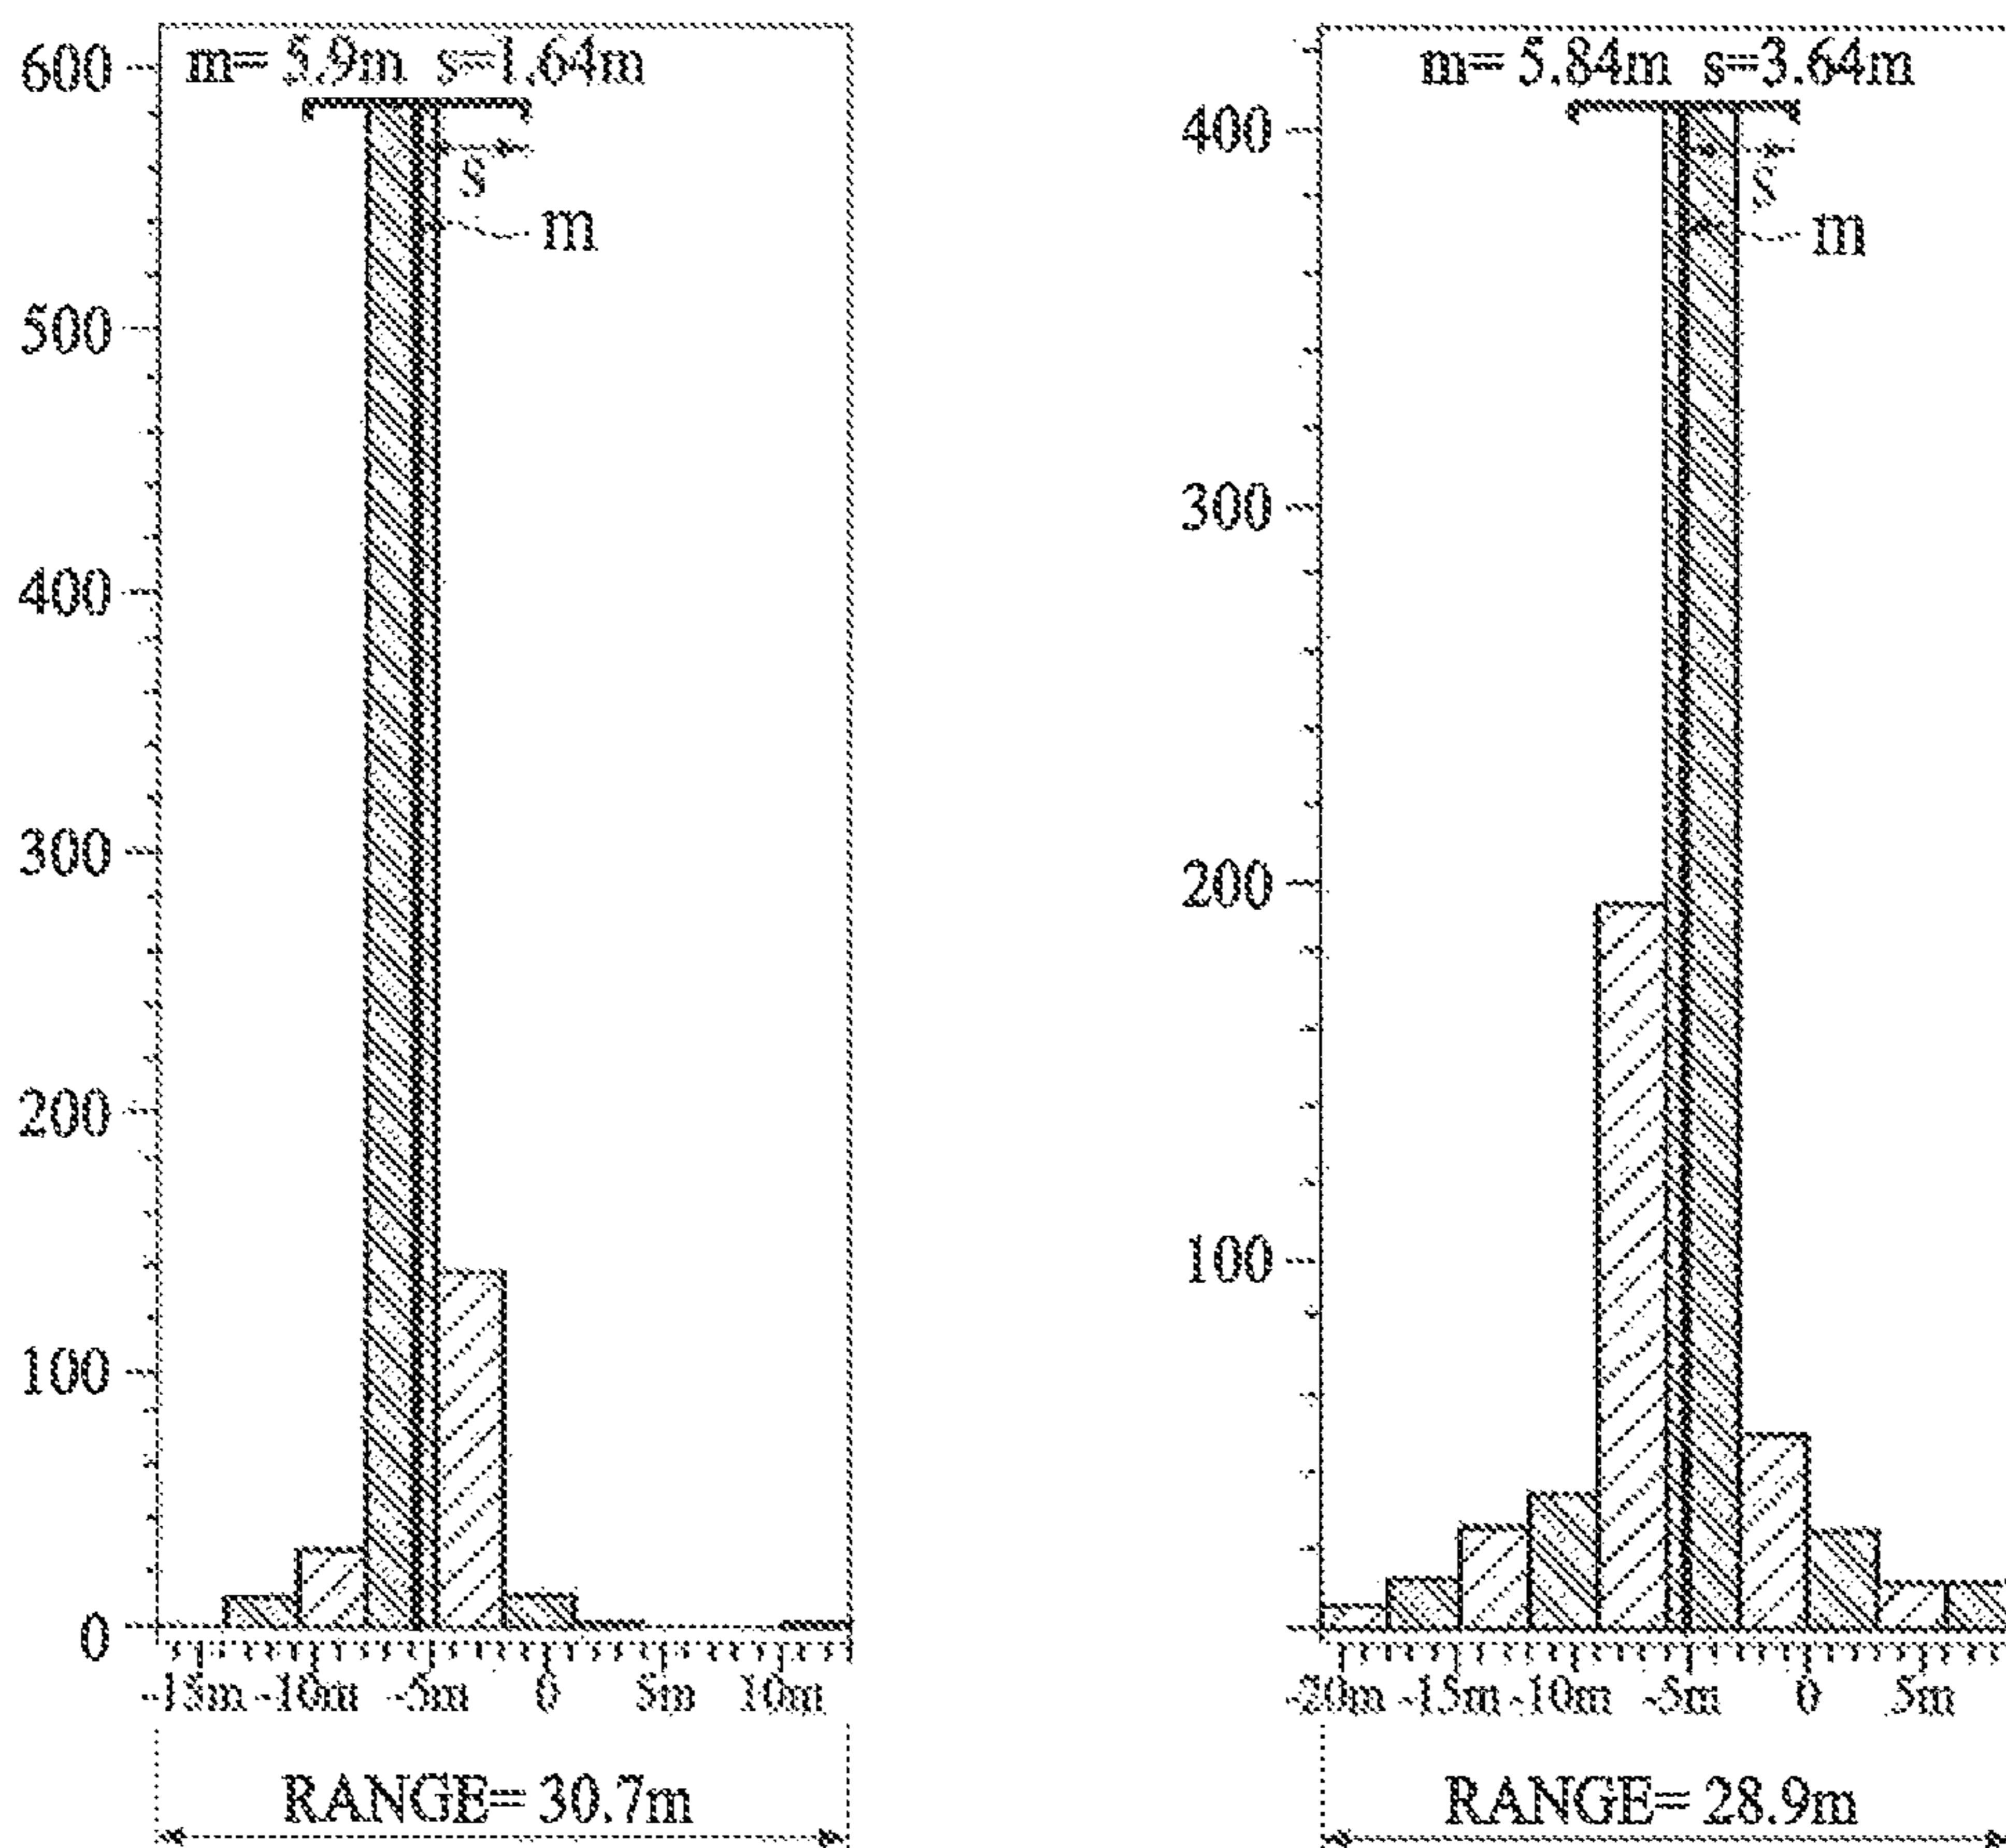 m= 5.9m s=1.64m
600
s
m
500
400
300
200
100
0
-15m -10m -5m 0 5m 10m
RANGE= 30.7m
m= 5.84m s=3.64m
400
s
m
300
200
100
-20m -15m -10m -5m 0 5m
RANGE= 28.9m